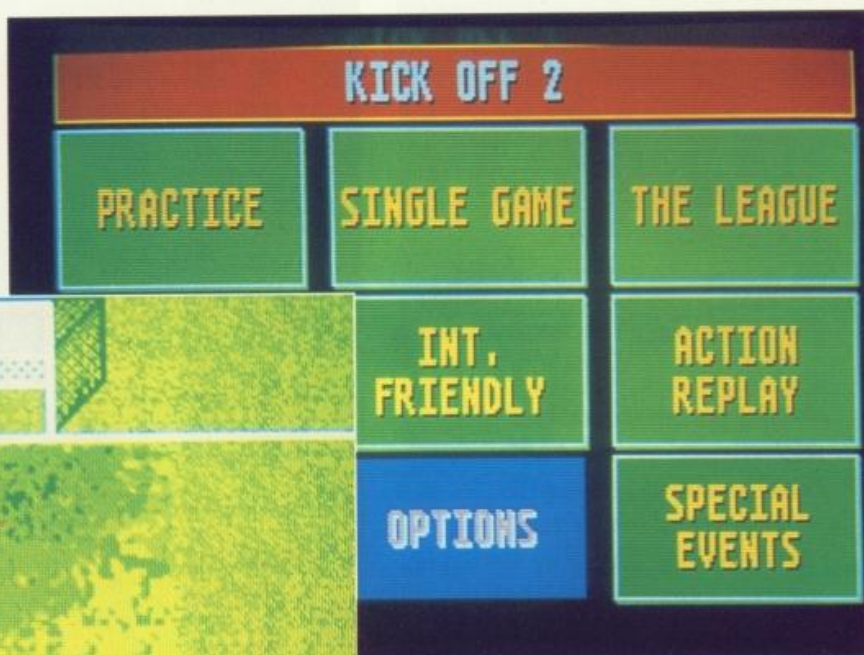 KICK OFF 2
PRACTICE
SINGLE GAME
THE LEAGUE
INT.
FRIENDLY
ACTION
REPLAY
OPTIONS
SPECIAL
EVENTS